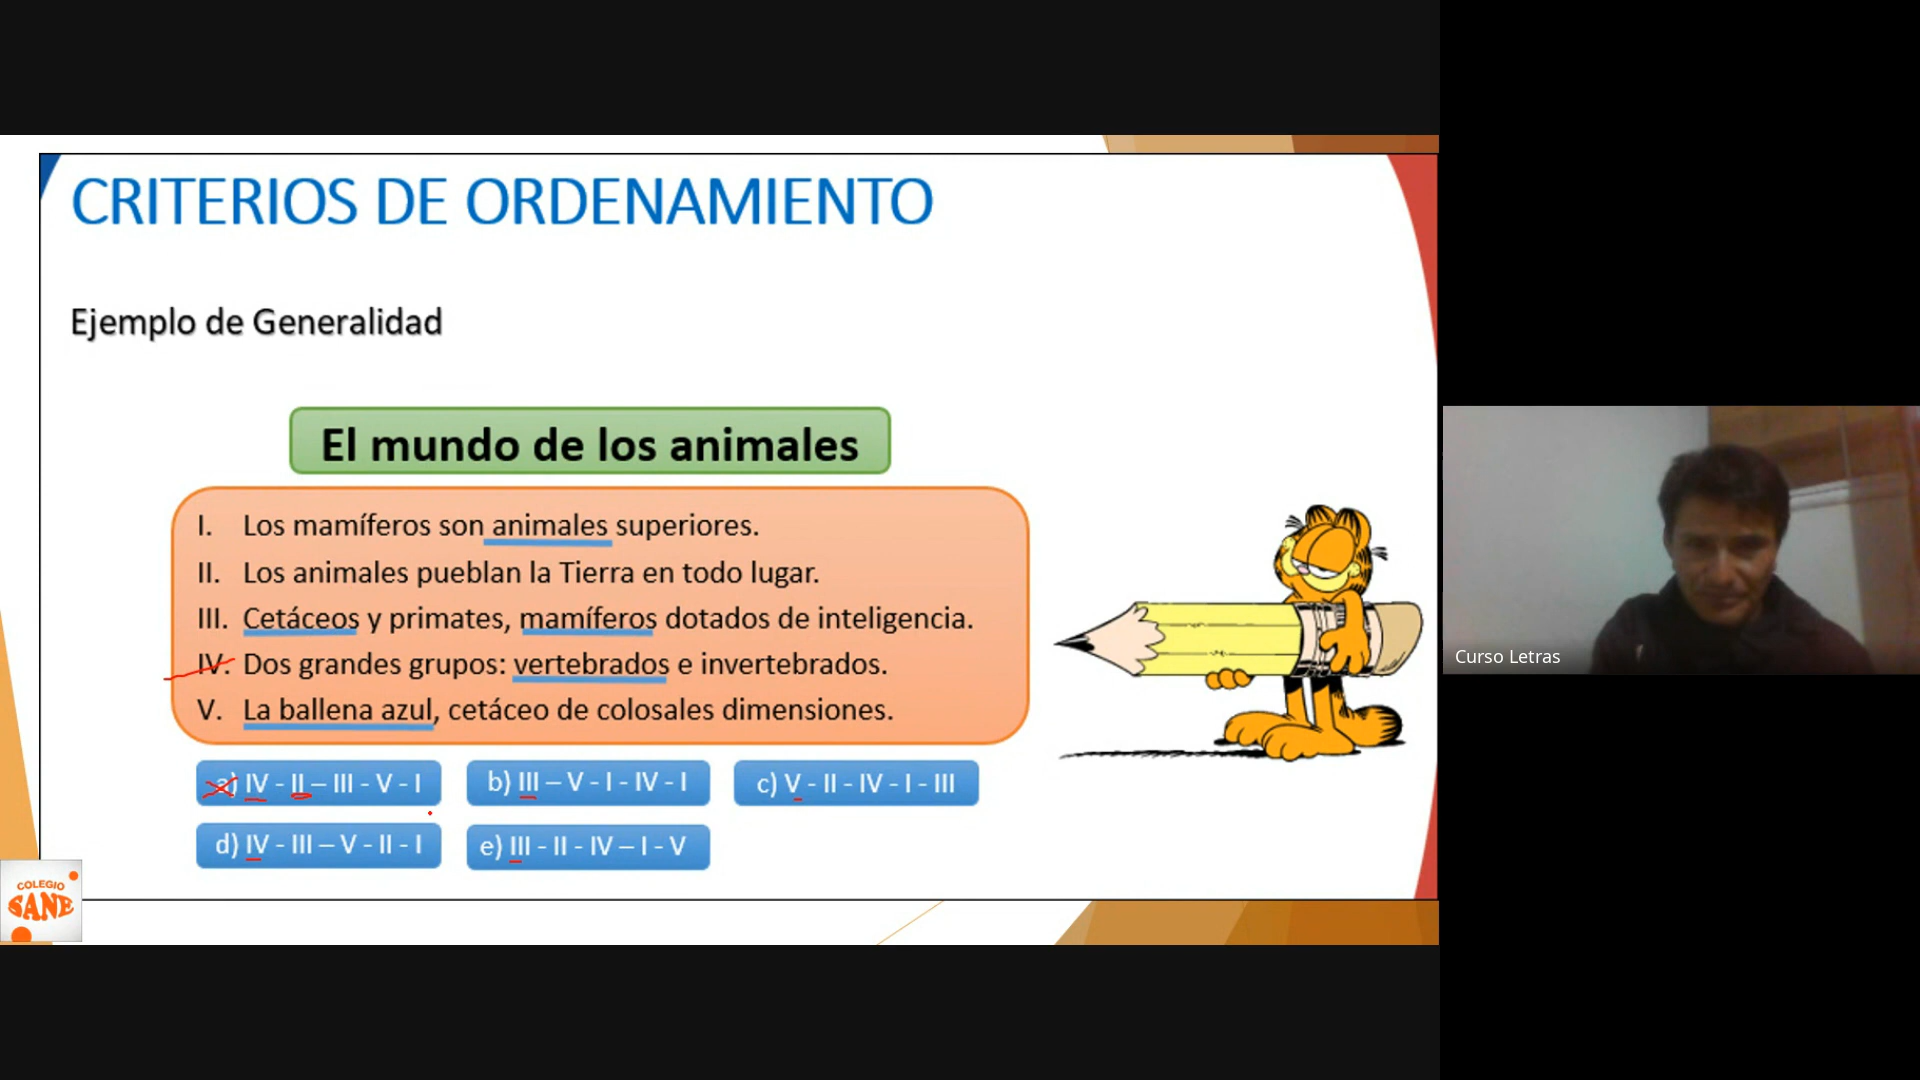 CRITERIOS DE ORDENAMIENTO
Ejemplo de Generalidad
El mundo de los animales
I. Los mamíferos son animales superiores.
II. Los animales pueblan la Tierra en todo lugar.
III. Cetáceos y primates, mamíferos dotados de inteligencia.
IV. Dos grandes grupos: vertebrados e invertebrados.
V. La ballena azul, cetáceo de colosales dimensiones.
a) IV - II – III - V - I
b) III – V - I - IV - I
c) V - II - IV - I - III
d) IV - III – V - II - I
e) III - II - IV – I - V
COLEGIO
SANE
Curso Letras